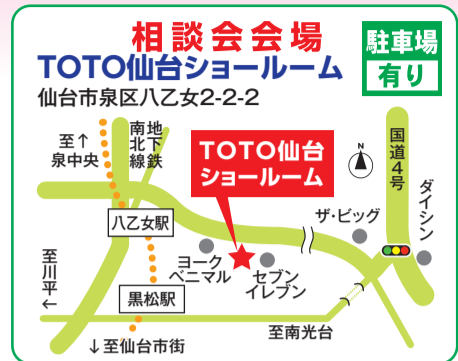 相談会会場
TOTO仙台ショールーム
仙台市泉区八乙女2-2-2
駐車場
有り
至↑
泉中央
地下鉄
南北線
TOTO仙台
ショールーム
N
国道4号
ダイシン
ザ・ビッグ
八乙女駅
ヨーク
ベニマル
セブン
イレブン
至川平
←
黒松駅
至南光台
↓至仙台市街